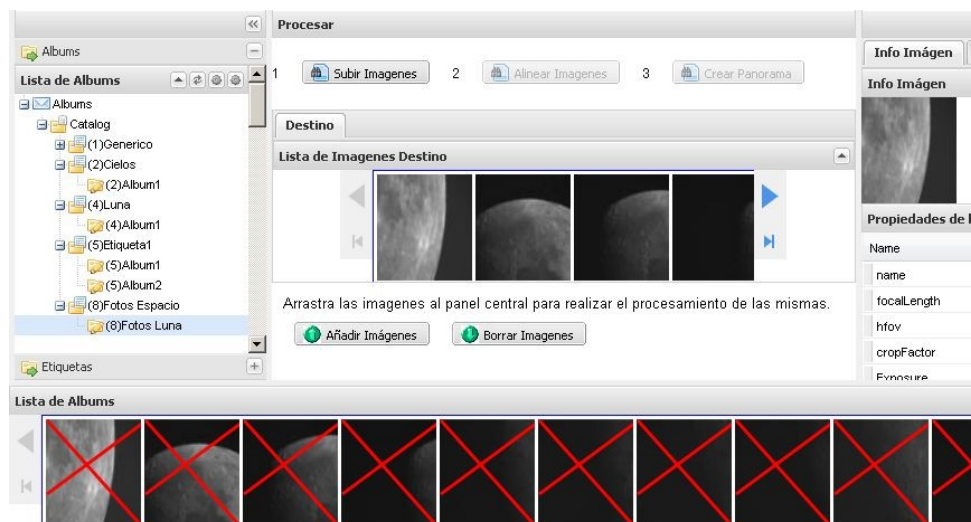 Albums
Lista de Albums
Albums
Catalog
(1)Generico
(2)Cielos
(2)Album1
(4)Luna
(4)Album1
(5)Etiqueta1
(5)Album1
(5)Album2
(8)Fotos Espacio
(8)Fotos Luna
Etiquetas
Procesar
1 Subir Imagenes 2 Alinear Imagenes 3 Crear Panorama
Destino
Lista de Imagenes Destino
Arrastra las imagenes al panel central para realizar el procesamiento de las mismas.
Añadir Imágenes Borrar Imagenes
Info Imágen
Info Imágen
Propiedades de l
Name
name
focalLength
hfov
cropFactor
Exposure
Lista de Albums